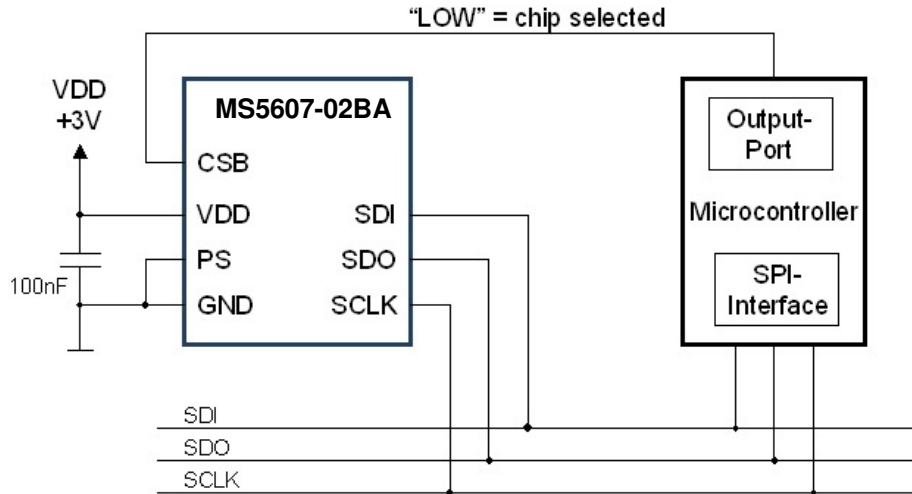 “LOW” = chip selected
VDD
+3V
100nF
MS5607-02BA
CSB
VDD
PS
GND
SDI
SDO
SCLK
Output-
Port
Microcontroller
SPI-
Interface
SDI
SDO
SCLK